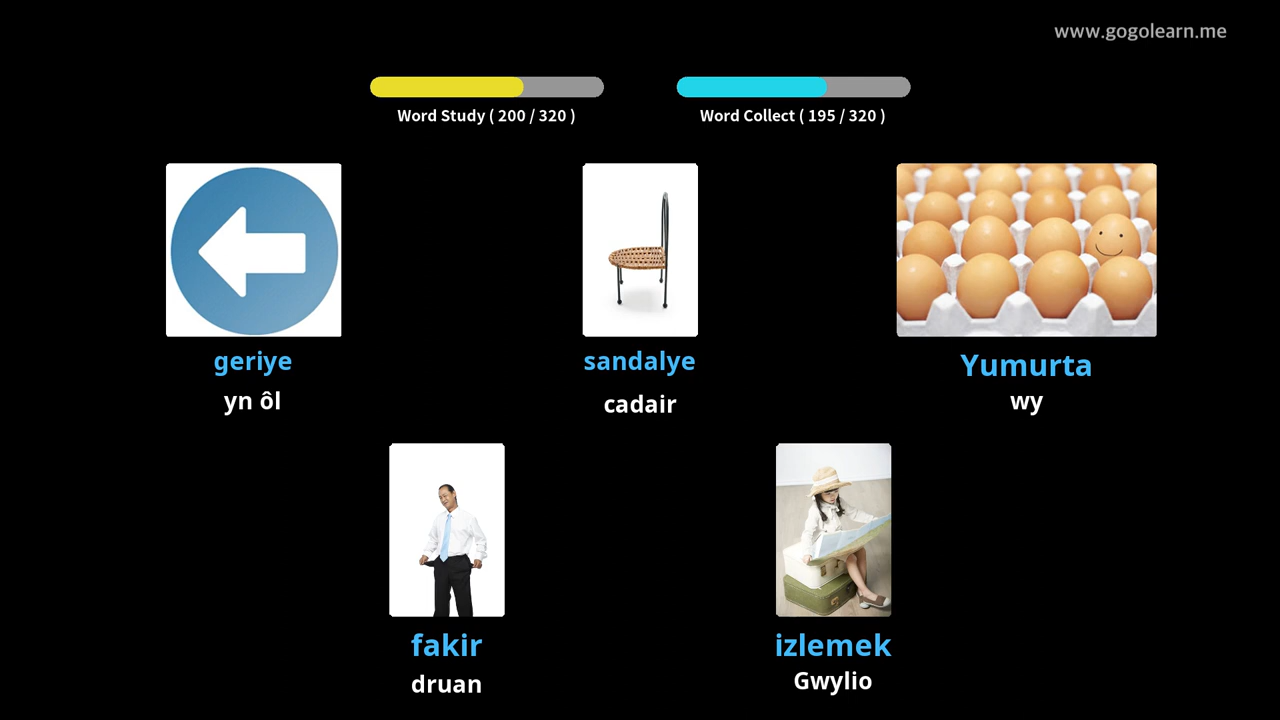 www.gogolearn.me
Word Study ( 200 / 320 )
Word Collect ( 195 / 320 )
geriye
yn ôl
sandalye
cadair
Yumurta
wy
fakir
druan
izlemek
Gwylio